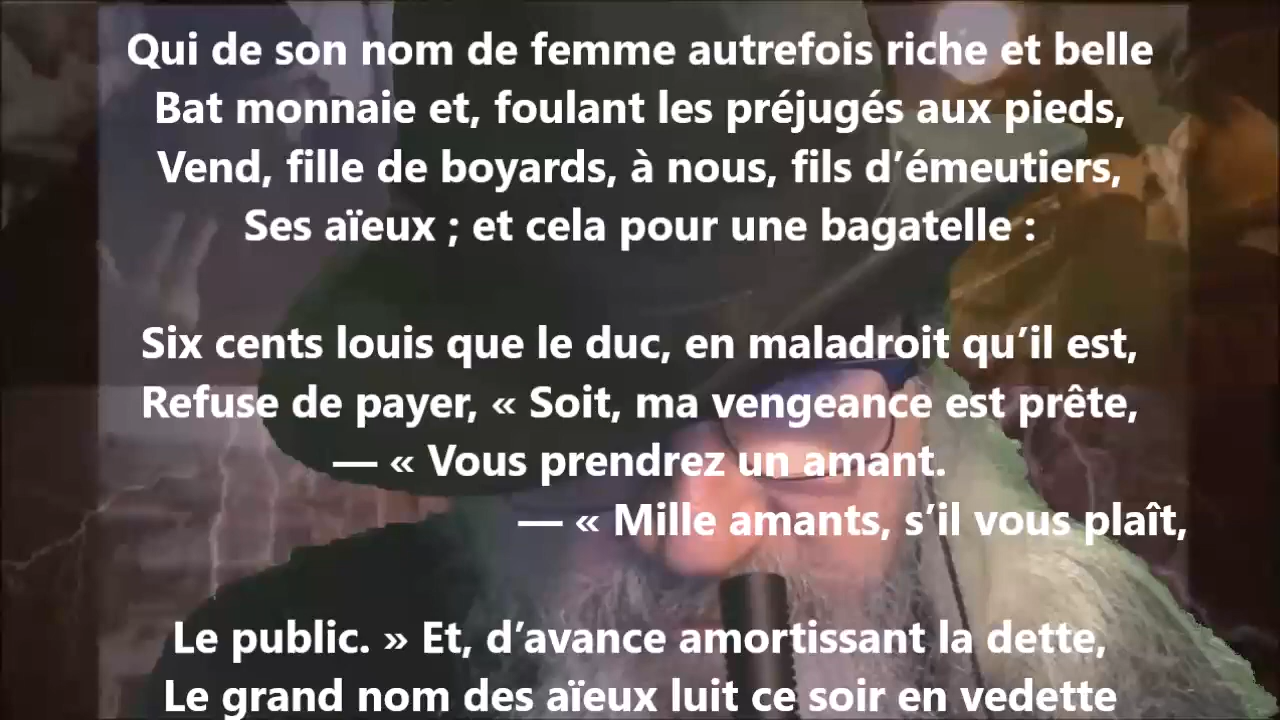 Qui de son nom de femme autrefois riche et belle
Bat monnaie et, foulant les préjugés aux pieds,
Vend, fille de boyards, à nous, fils d’émeutiers,
Ses aïeux ; et cela pour une bagatelle :
Six cents louis que le duc, en maladroit qu’il est,
Refuse de payer, « Soit, ma vengeance est prête,
— « Vous prendrez un amant.
— « Mille amants, s’il vous plaît,
Le public. » Et, d’avance amortissant la dette,
Le grand nom des aïeux luit ce soir en vedette